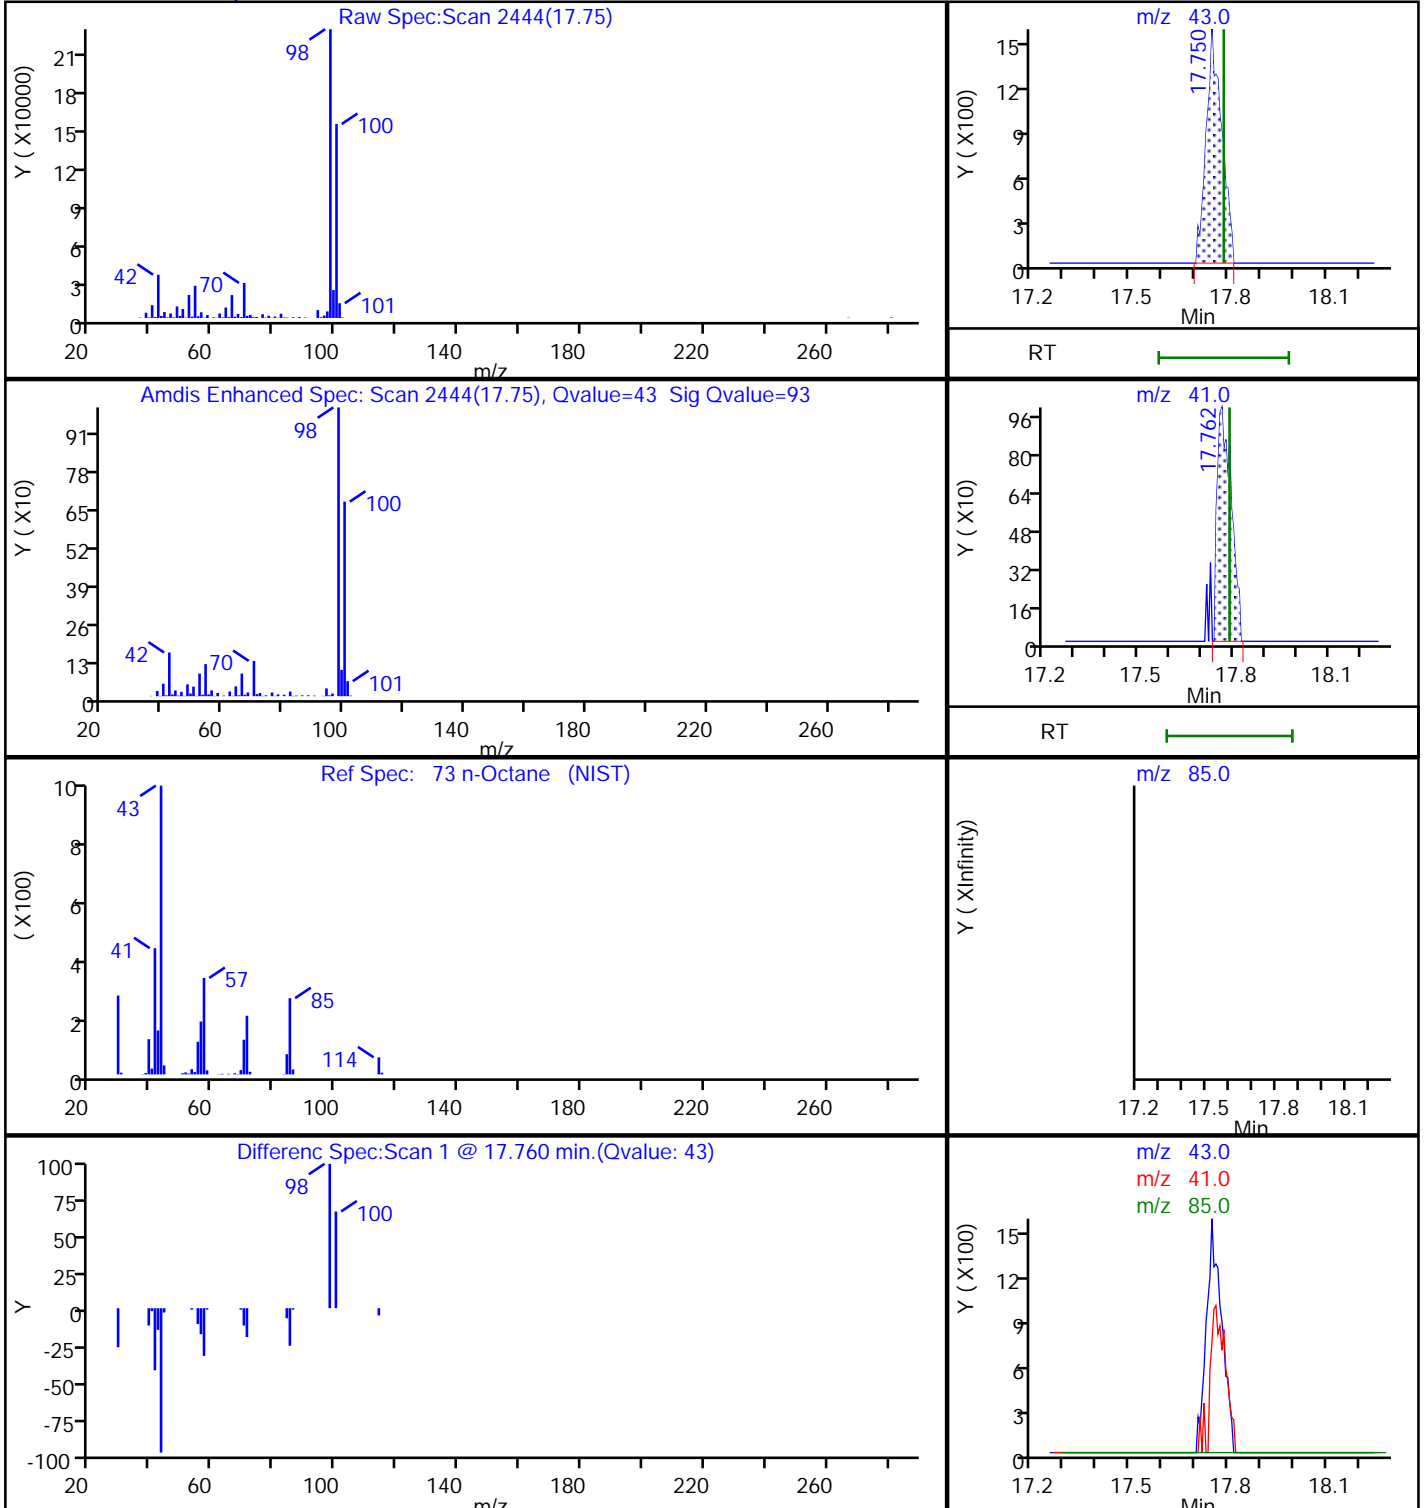 Raw Spec:Scan 2444(17.75)
Y ( X10000)
21
18
15
12
9
6
3
0
98
100
42
70
101
20 60 100 140 180 220 260
m/z
m/z 43.0
Y ( X100)
15
12
9
6
3
0
17.750
17.2 17.5 17.8 18.1
Min
RT
Amdis Enhanced Spec: Scan 2444(17.75), Qvalue=43 Sig Qvalue=93
Y ( X10)
91
78
65
52
39
26
13
0
98
100
42
70
101
20 60 100 140 180 220 260
m/z
m/z 41.0
Y ( X10)
96
80
64
48
32
16
0
17.762
17.2 17.5 17.8 18.1
Min
RT
Ref Spec: 73 n-Octane (NIST)
( X100)
10
8
6
4
2
0
43
41
57
85
114
20 60 100 140 180 220 260
m/z 85.0
Y ( XInfinity)
17.2 17.5 17.8 18.1
Min
Differenc Spec:Scan 1 @ 17.760 min.(Qvalue: 43)
Y
100
75
50
25
0
-25
-50
-75
-100
98
100
20 60 100 140 180 220 260
m/z
m/z 43.0
m/z 41.0
m/z 85.0
Y ( X100)
15
12
9
6
3
0
17.2 17.5 17.8 18.1
Min